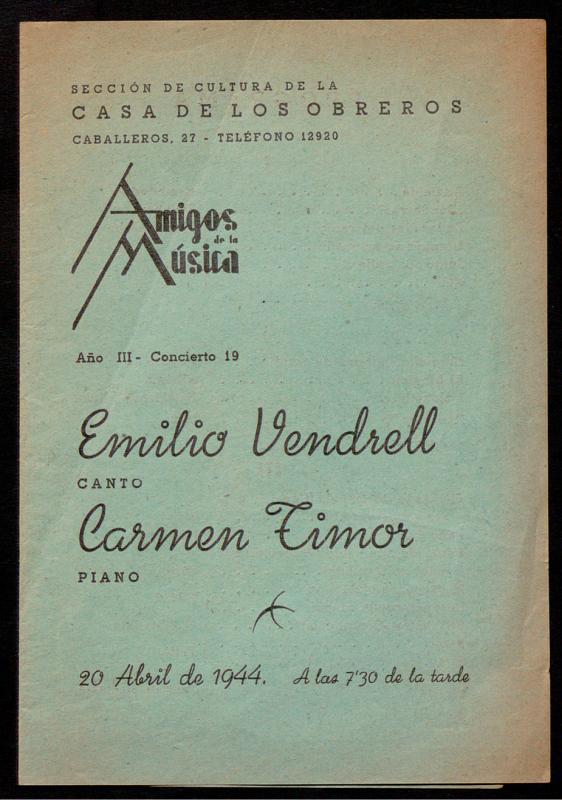 SECCIÓN DE CULTURA DE LA
CASA DE LOS OBREROS
CABALLEROS, 27 - TELÉFONO 12920
Amigos
de la
Música
Año III - Concierto 19
Emilio Vendrell
CANTO
Carmen Timor
PIANO
20 Abril de 1944. A las 7'30 de la tarde